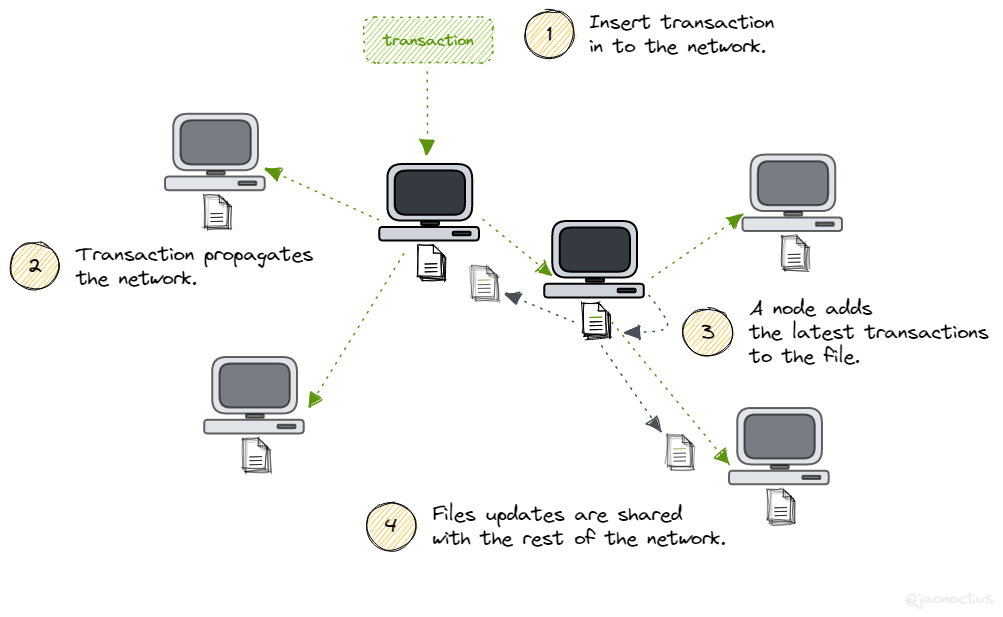 transaction
1
Insert transaction
in to the network.
2
Transaction propagates
the network.
3
A node adds
the latest transactions
to the file.
4
Files updates are shared
with the rest of the network.
@jaonoctus